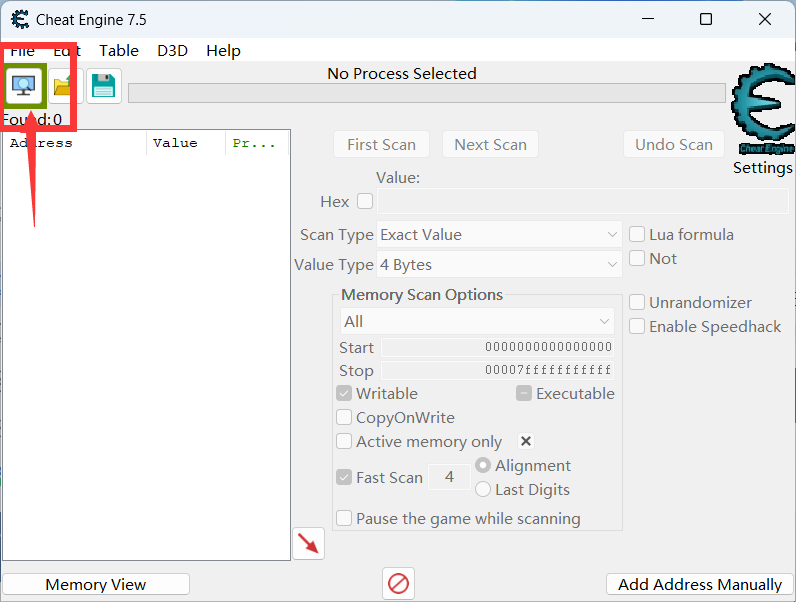 Cheat Engine 7.5
File Edit Table D3D Help
No Process Selected
Found:0
Cheat Engine
Settings
Address Value Pr...
First Scan Next Scan Undo Scan
Value:
Hex
Scan Type Exact Value
Lua formula
Value Type 4 Bytes
Not
Memory Scan Options
All
Unrandomizer
Enable Speedhack
Start 0000000000000000
Stop 00007fffffffffff
Writable Executable
CopyOnWrite
Active memory only
Fast Scan 4 Alignment
Last Digits
Pause the game while scanning
Memory View Add Address Manually